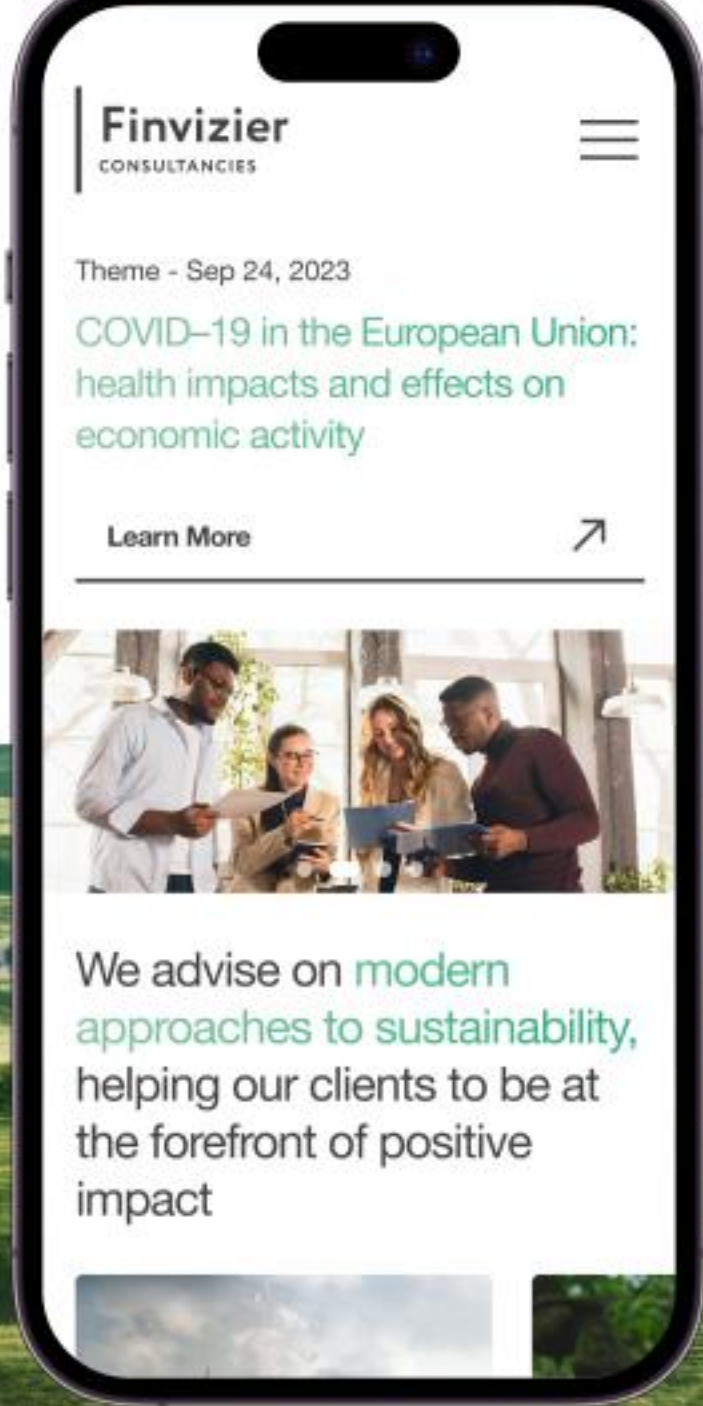 Finvizier
CONSULTANCIES
Theme - Sep 24, 2023
COVID–19 in the European Union:
health impacts and effects on
economic activity
Learn More
We advise on modern
approaches to sustainability,
helping our clients to be at
the forefront of positive
impact